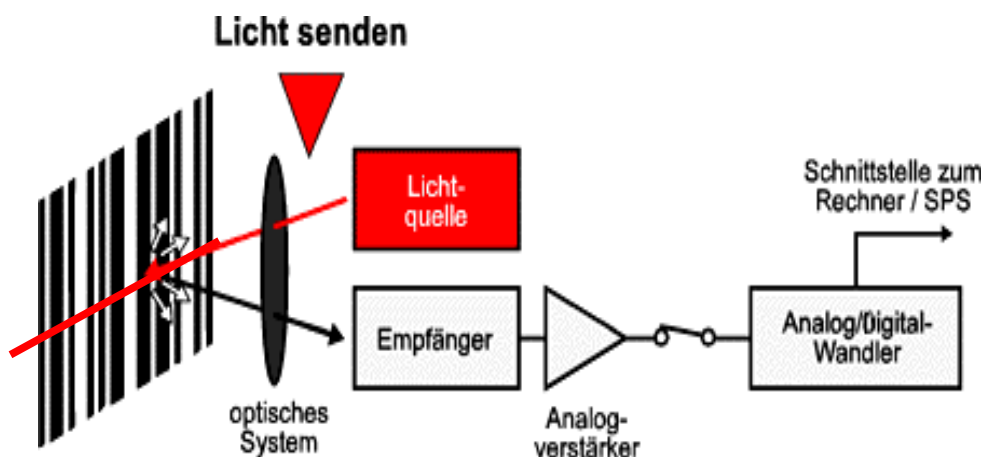 Licht senden
Licht-
quelle
Schnittstelle zum
Rechner / SPS
Empfänger
Analog/Digital-
Wandler
optisches
System
Analog-
verstärker